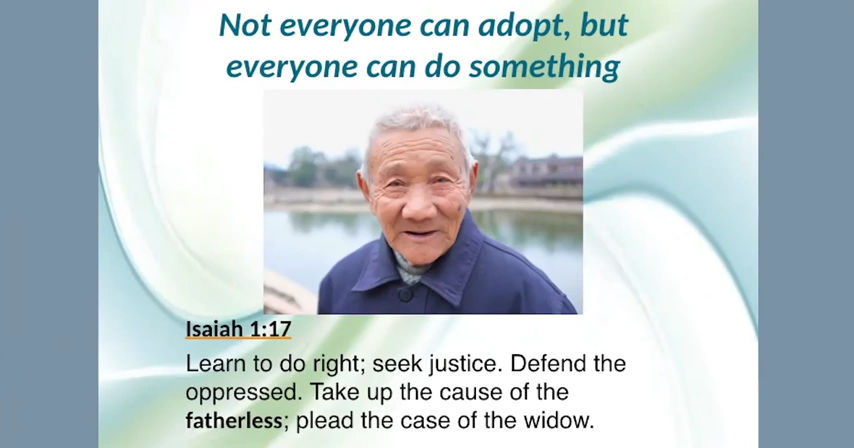 Not everyone can adopt, but
everyone can do something
Isaiah 1:17
Learn to do right; seek justice. Defend the
oppressed. Take up the cause of the
fatherless; plead the case of the widow.